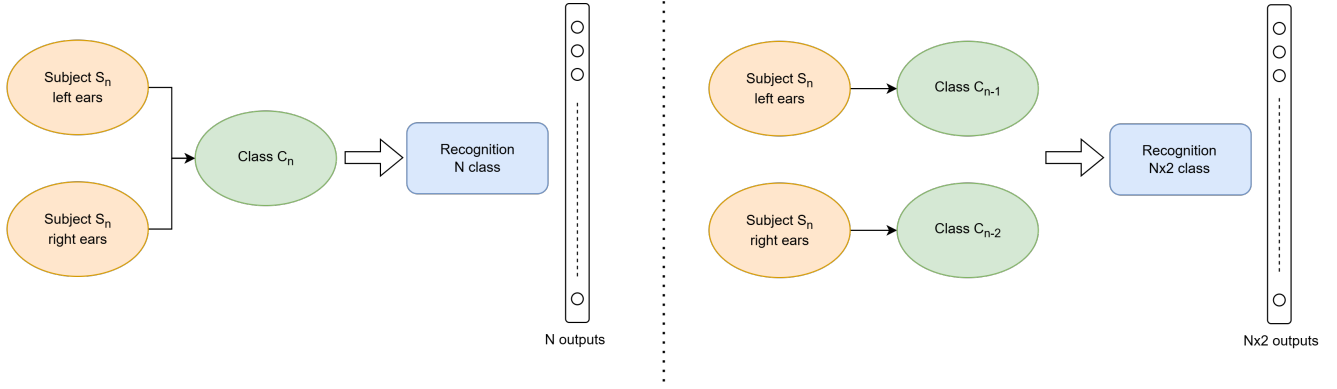 Subject Sn
left ears
Subject Sn
right ears
Class Cn
Recognition
N class
N outputs
Subject Sn
left ears
Class Cn-1
Subject Sn
right ears
Class Cn-2
Recognition
Nx2 class
Nx2 outputs